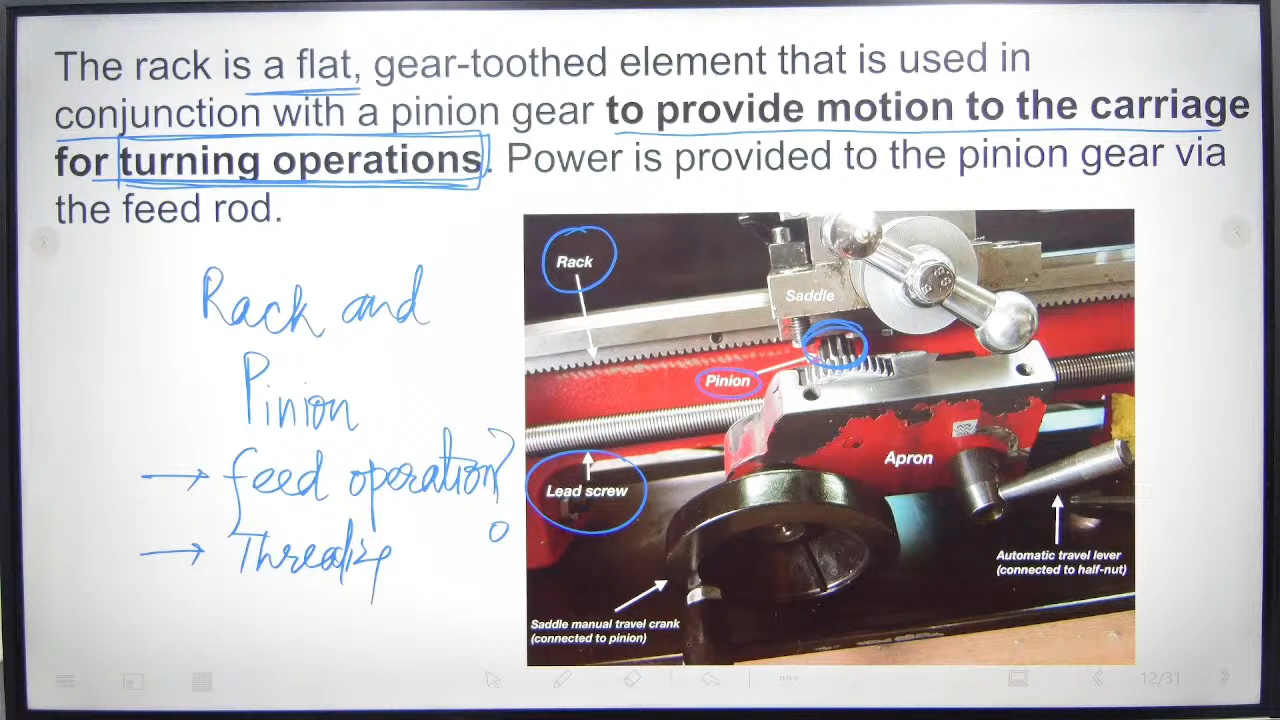 The rack is a flat, gear-toothed element that is used in
conjunction with a pinion gear to provide motion to the carriage
for turning operations. Power is provided to the pinion gear via
the feed rod.
Rack
Saddle
Rack and
Pinion
Pinion
feed operation?
Apron
Lead screw
Automatic travel lever
(connected to half-nut)
Saddle manual travel crank
(connected to pinion)
12/31